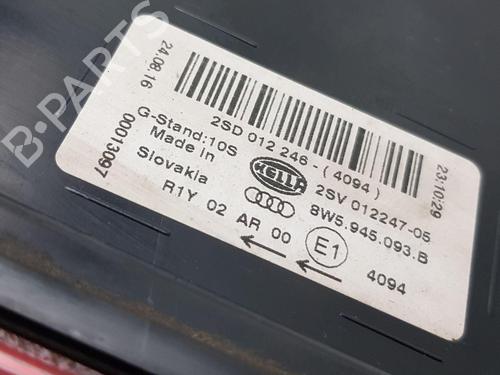 24.08.16
23:10:29
00013097
2SD 012 246- (4094)
G-Stand:10S
Made in
Slovakia
HELLA
2SV 012247-05
8W5.945.093.B
R1Y 02 AR 00
E1
4094
B-PARTS